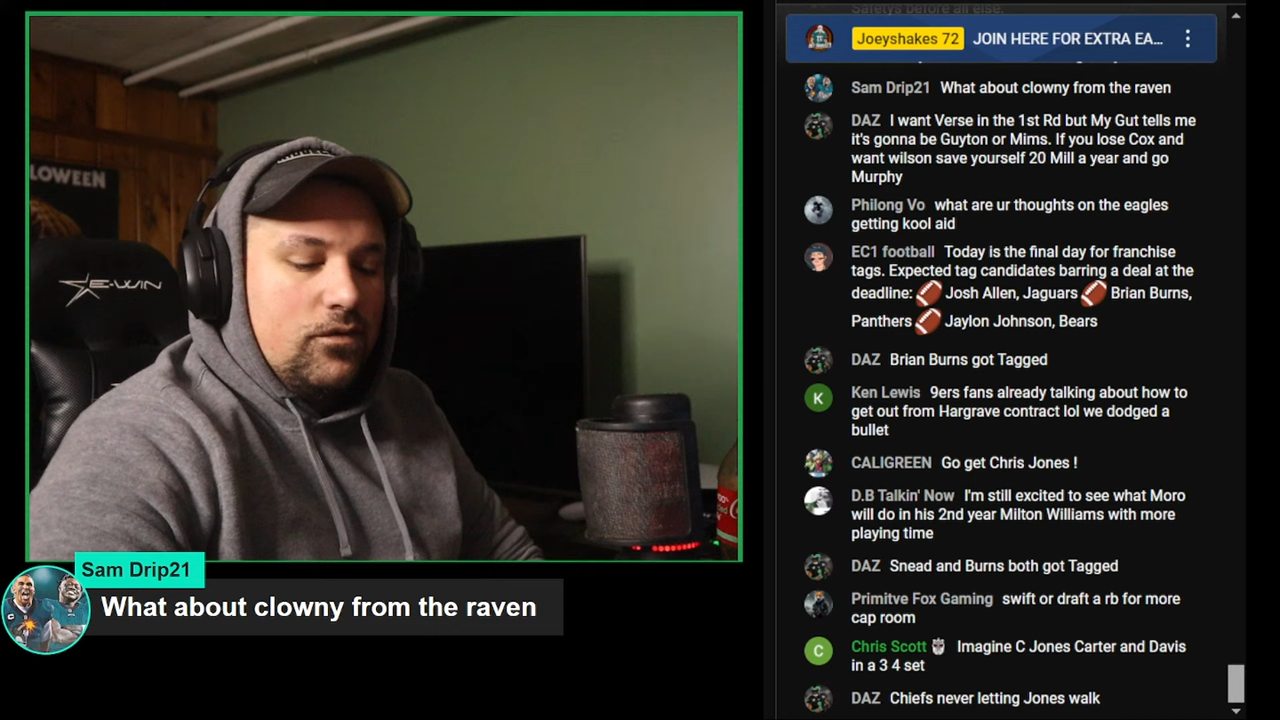 LOWEEN
E-WIN
Sam Drip21
What about clowny from the raven
Safetys before all else.
Joeyshakes 72 JOIN HERE FOR EXTRA EA...
Sam Drip21 What about clowny from the raven
DAZ I want Verse in the 1st Rd but My Gut tells me
it's gonna be Guyton or Mims. If you lose Cox and
want wilson save yourself 20 Mill a year and go
Murphy
Philong Vo what are ur thoughts on the eagles
getting kool aid
EC1 football Today is the final day for franchise
tags. Expected tag candidates barring a deal at the
deadline: 🏈 Josh Allen, Jaguars 🏈 Brian Burns,
Panthers 🏈 Jaylon Johnson, Bears
DAZ Brian Burns got Tagged
K
Ken Lewis 9ers fans already talking about how to
get out from Hargrave contract lol we dodged a
bullet
CALIGREEN Go get Chris Jones !
D.B Talkin' Now I'm still excited to see what Moro
will do in his 2nd year Milton Williams with more
playing time
DAZ Snead and Burns both got Tagged
Primitve Fox Gaming swift or draft a rb for more
cap room
C
Chris Scott Imagine C Jones Carter and Davis
in a 3 4 set
DAZ Chiefs never letting Jones walk